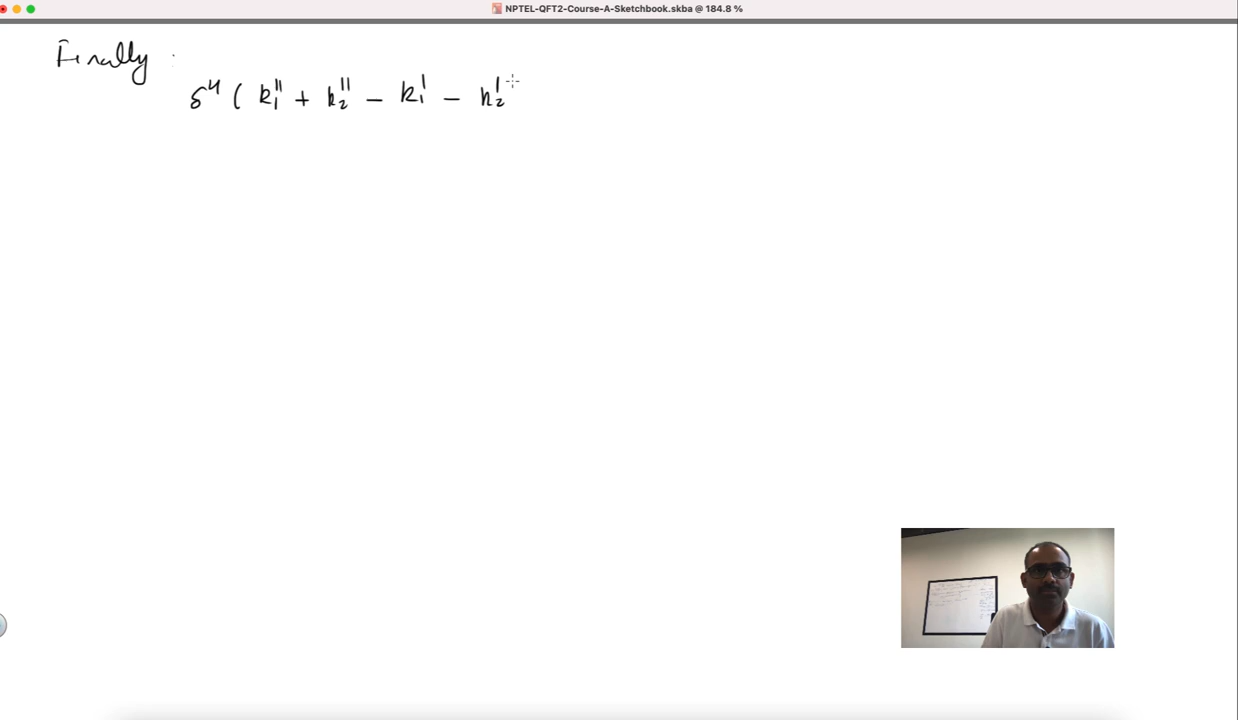 NPTEL-QFT2-Course-A-Sketchbook.skba @ 184.8 %
Finally :
δ⁴ ( k₁'' + k₂'' − k₁' − k₂'